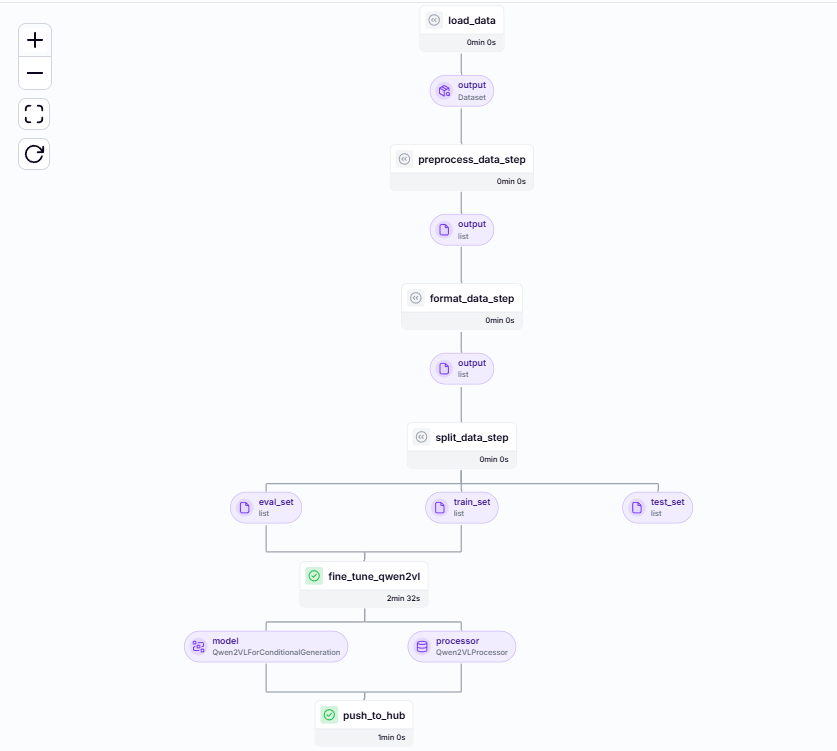 load_data
0min 0s
output
Dataset
preprocess_data_step
0min 0s
output
list
format_data_step
0min 0s
output
list
split_data_step
0min 0s
eval_set
list
train_set
list
test_set
list
fine_tune_qwen2vl
2min 32s
model
Qwen2VLForConditionalGeneration
processor
Qwen2VLProcessor
push_to_hub
1min 0s